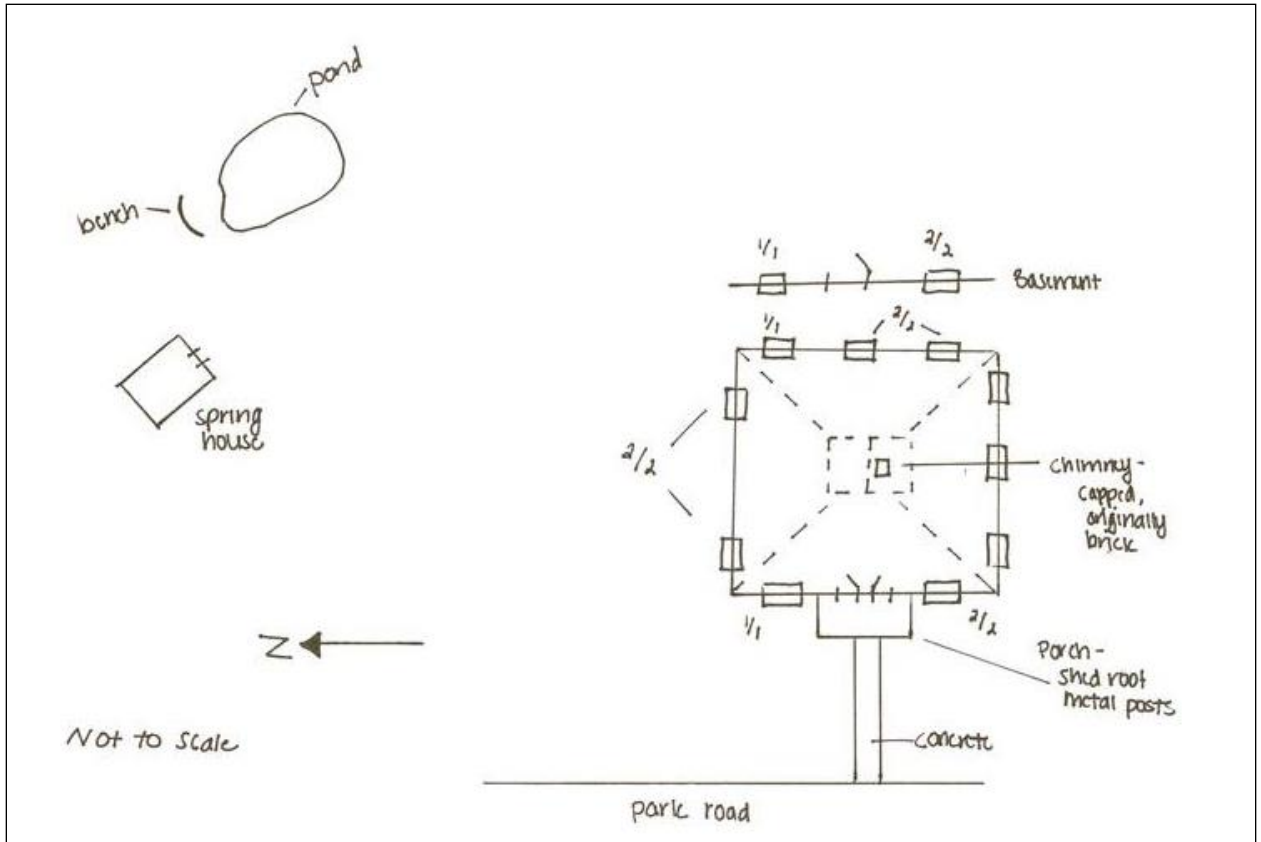 pond
bench
spring
house
1/1
2/2
Basement
1/1
2/2
2/2
chimney -
capped,
originally
brick
1/1
2/2
Porch -
shed roof
metal posts
N
Not to scale
concrete
park road